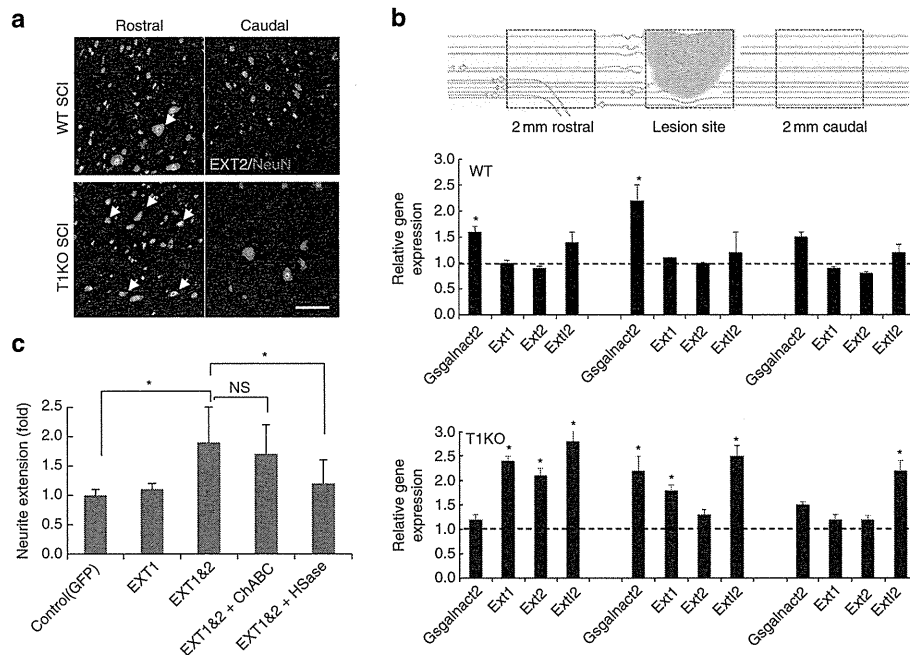 a
Rostral Caudal
WT SCI
EXT2/NeuN
T1KO SCI
b
2 mm rostral Lesion site 2 mm caudal
WT
Relative gene expression
3.0
2.5
2.0
1.5
1.0
0.5
0.0
* *
Gsgalnact2 Ext1 Ext2 Extl2 Gsgalnact2 Ext1 Ext2 Extl2 Gsgalnact2 Ext1 Ext2 Extl2
T1KO
Relative gene expression
3.0
2.5
2.0
1.5
1.0
0.5
0.0
* * * * * * *
Gsgalnact2 Ext1 Ext2 Extl2 Gsgalnact2 Ext1 Ext2 Extl2 Gsgalnact2 Ext1 Ext2 Extl2
c
* NS *
Neurite extension (fold)
2.5
2.0
1.5
1.0
0.5
0.0
Control(GFP) EXT1 EXT1&2 EXT1&2 + ChABC EXT1&2 + HSase